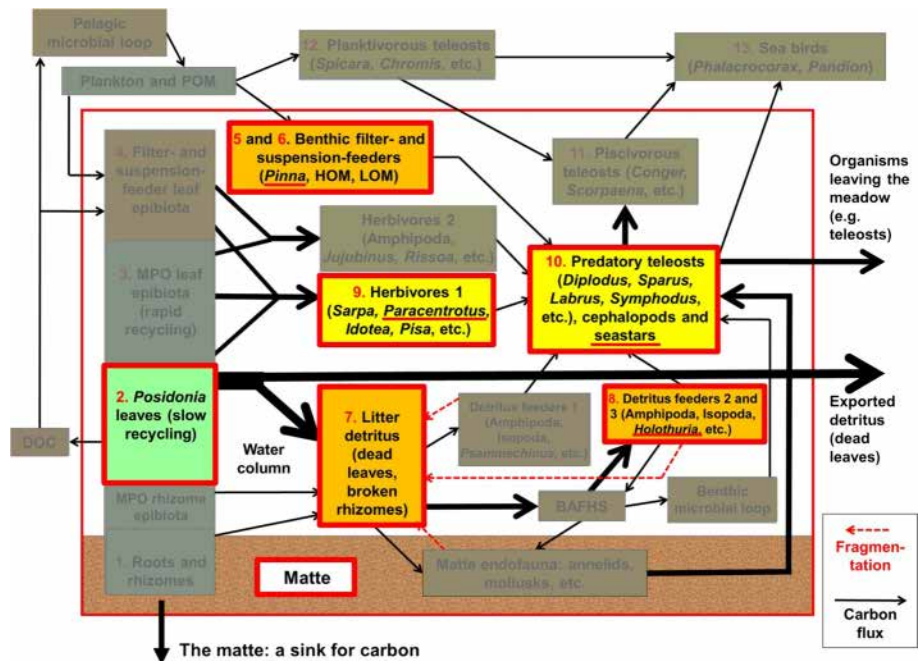 Pelagic
microbial loop
Plankton and POM
12. Planktivorous teleosts
(Spicara, Chromis, etc.)
13. Sea birds
(Phalacrocorax, Pandion)
4. Filter- and
suspension-
feeder leaf
epibiota
5 and 6. Benthic filter- and
suspension-feeders
(Pinna, HOM, LOM)
11. Piscivorous
teleosts (Conger,
Scorpaena, etc.)
Organisms
leaving the
meadow
(e.g.
teleosts)
Herbivores 2
(Amphipoda,
Jujubinus, Rissoa, etc.)
3. MPO leaf
epibiota
(rapid
recycling)
9. Herbivores 1
(Sarpa, Paracentrotus,
Idotea, Pisa, etc.)
10. Predatory teleosts
(Diplodus, Sparus,
Labrus, Symphodus,
etc.), cephalopods and
seastars
2. Posidonia
leaves (slow
recycling)
DOC
Water
column
7. Litter
detritus
(dead
leaves,
broken
rhizomes)
Detritus feeders 1
(Amphipoda,
Isopoda,
Psammechinus, etc.)
8. Detritus feeders 2 and
3 (Amphipoda, Isopoda,
Holothuria, etc.)
Exported
detritus
(dead
leaves)
MPO rhizome
epibiota
BAFHS
Benthic
microbial loop
1. Roots and
rhizomes
Matte
Matte endofauna: annelids,
mollusks, etc.
Fragmen-
tation
Carbon
flux
The matte: a sink for carbon